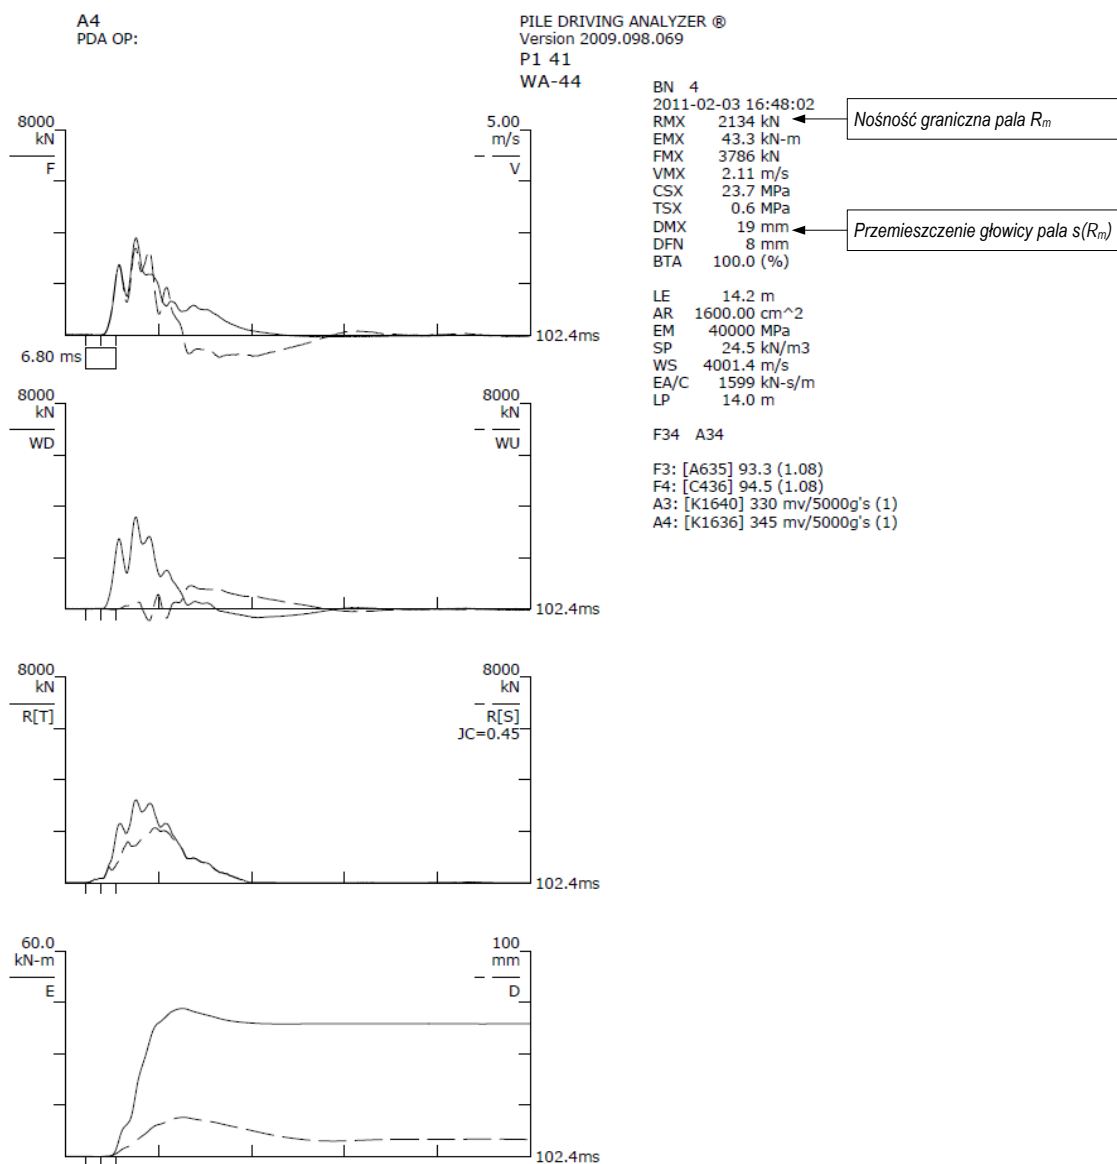 A4
PDA OP:
PILE DRIVING ANALYZER ®
Version 2009.098.069
P1 41
WA-44
BN 4
2011-02-03 16:48:02
RMX 2134 kN
EMX 43.3 kN-m
FMX 3786 kN
VMX 2.11 m/s
CSX 23.7 MPa
TSX 0.6 MPa
DMX 19 mm
DFN 8 mm
BTA 100.0 (%)
LE 14.2 m
AR 1600.00 cm^2
EM 40000 MPa
SP 24.5 kN/m3
WS 4001.4 m/s
EA/C 1599 kN-s/m
LP 14.0 m
F34 A34
F3: [A635] 93.3 (1.08)
F4: [C436] 94.5 (1.08)
A3: [K1640] 330 mv/5000g's (1)
A4: [K1636] 345 mv/5000g's (1)
Nośność graniczna pala Rm
Przemieszczenie głowicy pala s(Rm)
8000
kN
F
5.00
m/s
V
102.4ms
6.80 ms
8000
kN
WD
8000
kN
WU
102.4ms
8000
kN
R[T]
8000
kN
R[S]
JC=0.45
102.4ms
60.0
kN-m
E
100
mm
D
102.4ms